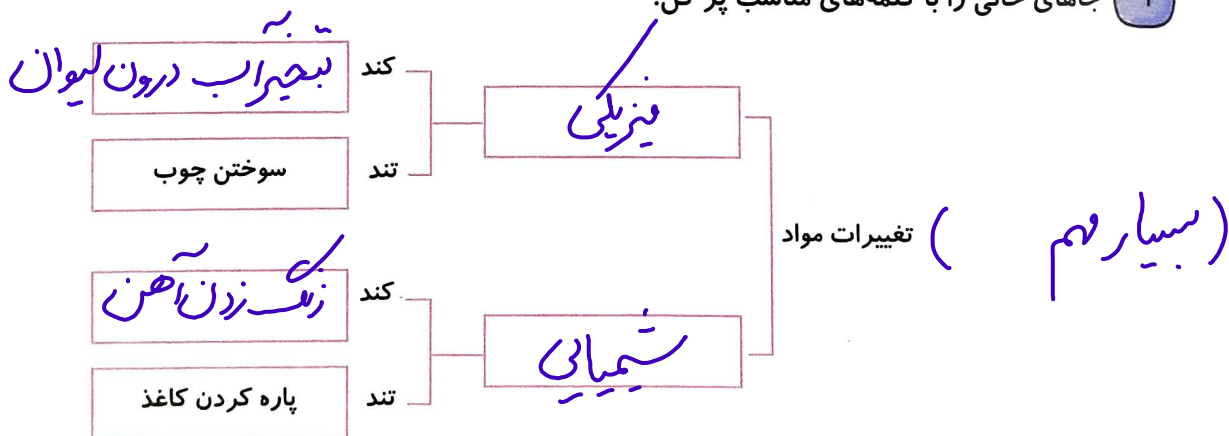 ۱ جاهای خالی را با کلمه‌های مناسب پر کن.
تغییرات مواد ( بسیار مهم )
فیزیکی
کند
تبخیر آب درون لیوان
تند
سوختن چوب
شیمیایی
کند
زنگ زدن آهن
تند
پاره کردن کاغذ